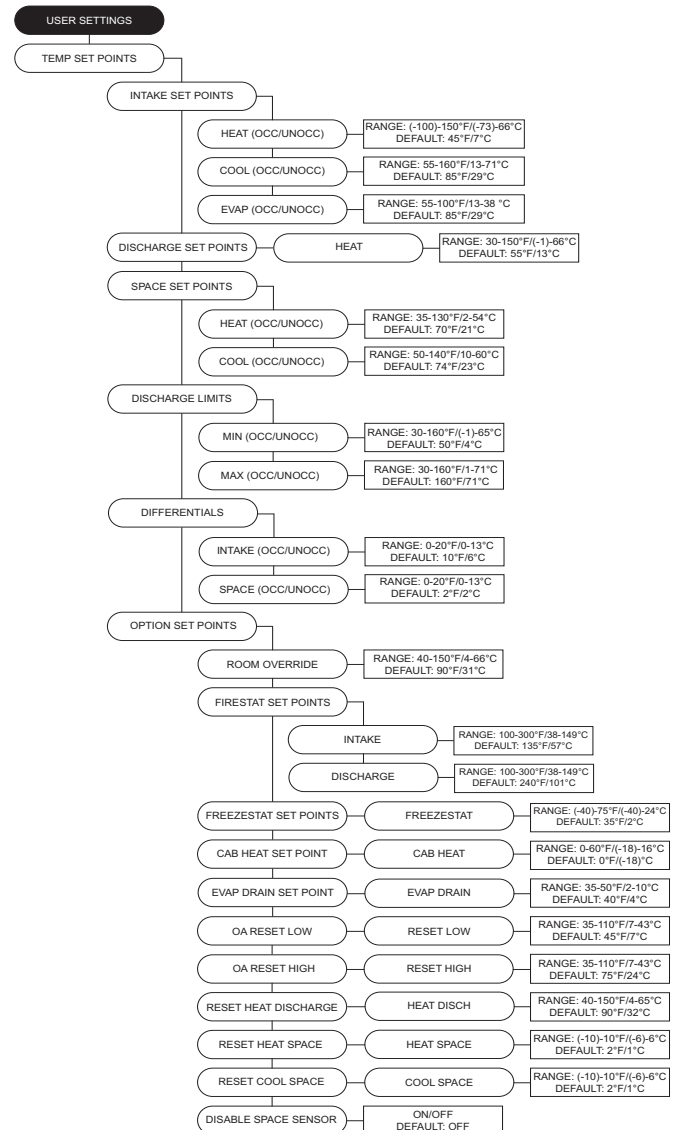 USER SETTINGS
TEMP SET POINTS
INTAKE SET POINTS
HEAT (OCC/UNOCC)
RANGE: (-100)-150°F/(-73)-66°C
DEFAULT: 45°F/7°C
COOL (OCC/UNOCC)
RANGE: 55-160°F/13-71°C
DEFAULT: 85°F/29°C
EVAP (OCC/UNOCC)
RANGE: 55-100°F/13-38 °C
DEFAULT: 85°F/29°C
DISCHARGE SET POINTS
HEAT
RANGE: 30-150°F/(-1)-66°C
DEFAULT: 55°F/13°C
SPACE SET POINTS
HEAT (OCC/UNOCC)
RANGE: 35-130°F/2-54°C
DEFAULT: 70°F/21°C
COOL (OCC/UNOCC)
RANGE: 50-140°F/10-60°C
DEFAULT: 74°F/23°C
DISCHARGE LIMITS
MIN (OCC/UNOCC)
RANGE: 30-160°F/(-1)-65°C
DEFAULT: 50°F/4°C
MAX (OCC/UNOCC)
RANGE: 30-160°F/1-71°C
DEFAULT: 160°F/71°C
DIFFERENTIALS
INTAKE (OCC/UNOCC)
RANGE: 0-20°F/0-13°C
DEFAULT: 10°F/6°C
SPACE (OCC/UNOCC)
RANGE: 0-20°F/0-13°C
DEFAULT: 2°F/2°C
OPTION SET POINTS
ROOM OVERRIDE
RANGE: 40-150°F/4-66°C
DEFAULT: 90°F/31°C
FIRESTAT SET POINTS
INTAKE
RANGE: 100-300°F/38-149°C
DEFAULT: 135°F/57°C
DISCHARGE
RANGE: 100-300°F/38-149°C
DEFAULT: 240°F/101°C
FREEZESTAT SET POINTS
FREEZESTAT
RANGE: (-40)-75°F/(-40)-24°C
DEFAULT: 35°F/2°C
CAB HEAT SET POINT
CAB HEAT
RANGE: 0-60°F/(-18)-16°C
DEFAULT: 0°F/(-18)°C
EVAP DRAIN SET POINT
EVAP DRAIN
RANGE: 35-50°F/2-10°C
DEFAULT: 40°F/4°C
OA RESET LOW
RESET LOW
RANGE: 35-110°F/7-43°C
DEFAULT: 45°F/7°C
OA RESET HIGH
RESET HIGH
RANGE: 35-110°F/7-43°C
DEFAULT: 75°F/24°C
RESET HEAT DISCHARGE
HEAT DISCH
RANGE: 40-150°F/4-65°C
DEFAULT: 90°F/32°C
RESET HEAT SPACE
HEAT SPACE
RANGE: (-10)-10°F/(-6)-6°C
DEFAULT: 2°F/1°C
RESET COOL SPACE
COOL SPACE
RANGE: (-10)-10°F/(-6)-6°C
DEFAULT: 2°F/1°C
DISABLE SPACE SENSOR
ON/OFF
DEFAULT: OFF